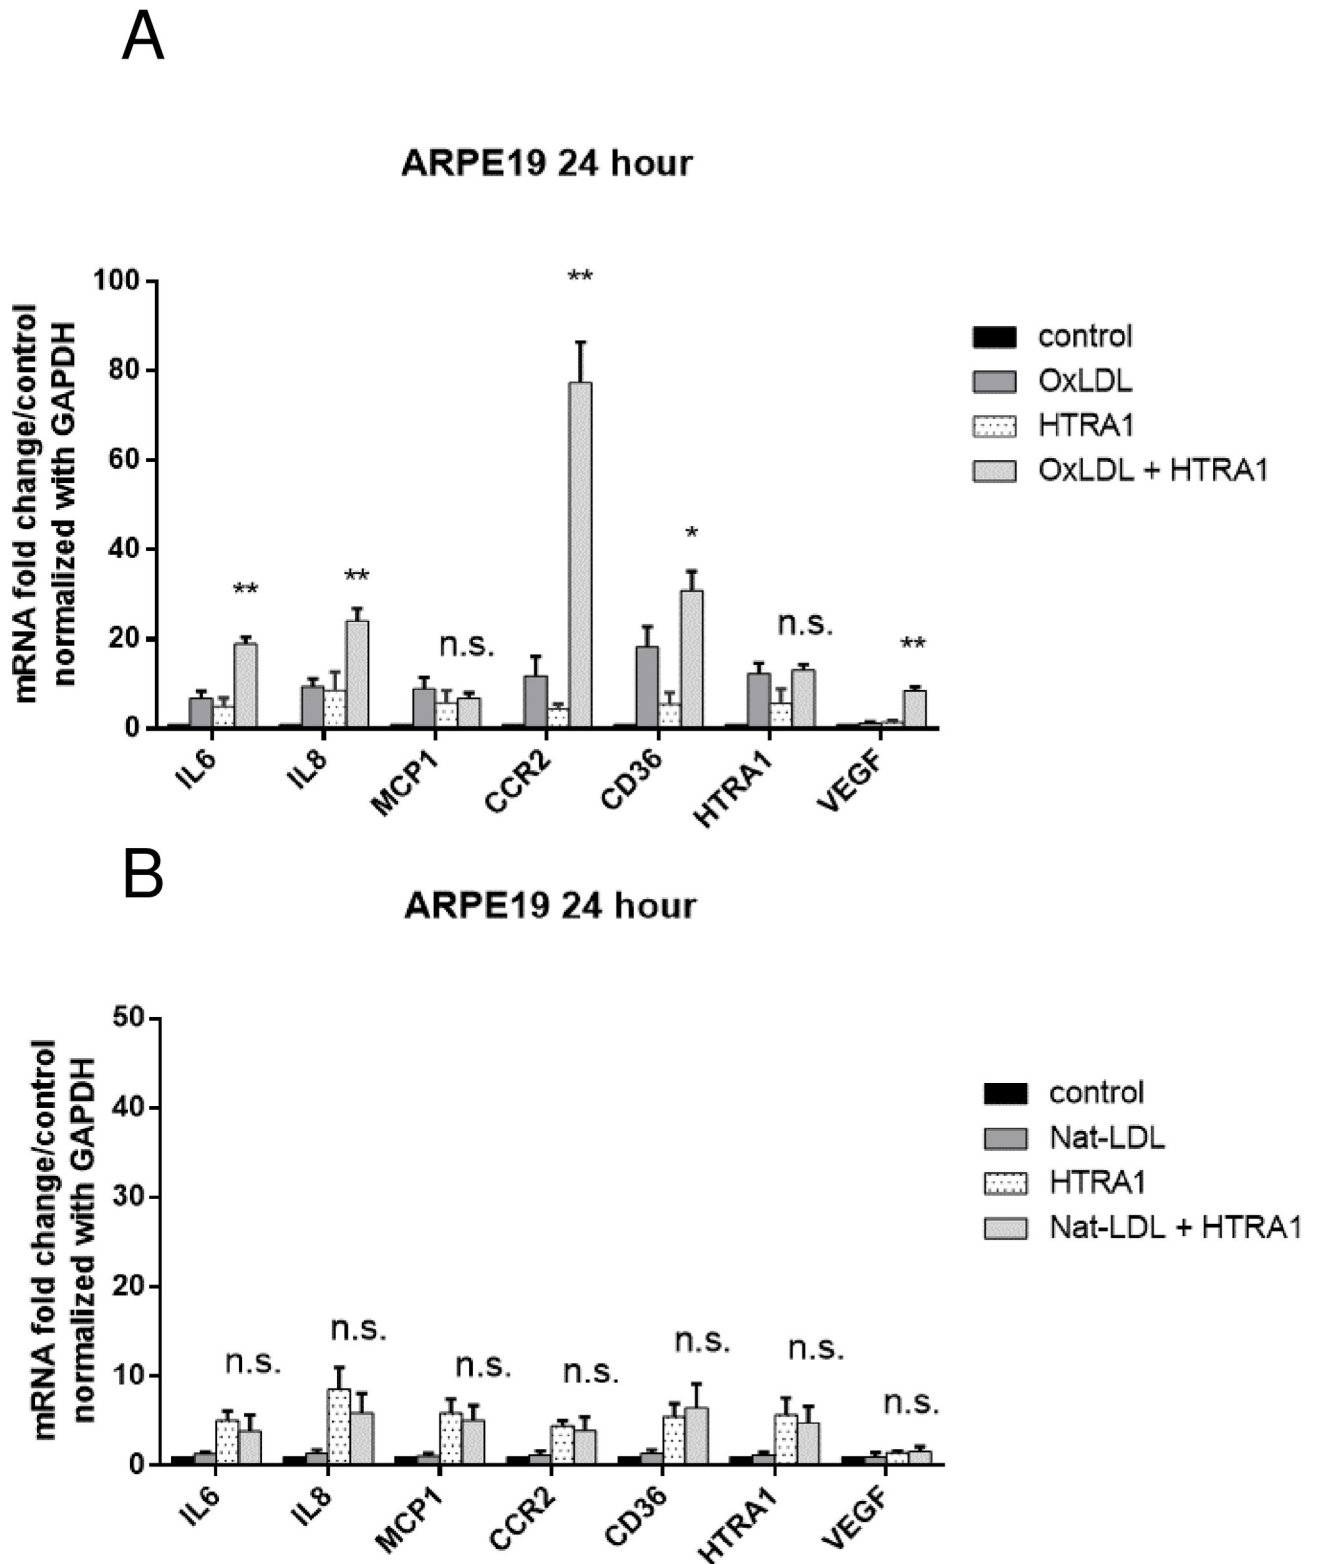 A
ARPE19 24 hour
mRNA fold change/control
normalized with GAPDH
100
80
60
40
20
0
**
**
n.s.
**
*
n.s.
**
IL6
IL8
MCP1
CCR2
CD36
HTRA1
VEGF
control
OxLDL
HTRA1
OxLDL + HTRA1
B
ARPE19 24 hour
mRNA fold change/control
normalized with GAPDH
50
40
30
20
10
0
n.s.
n.s.
n.s.
n.s.
n.s.
n.s.
n.s.
IL6
IL8
MCP1
CCR2
CD36
HTRA1
VEGF
control
Nat-LDL
HTRA1
Nat-LDL + HTRA1